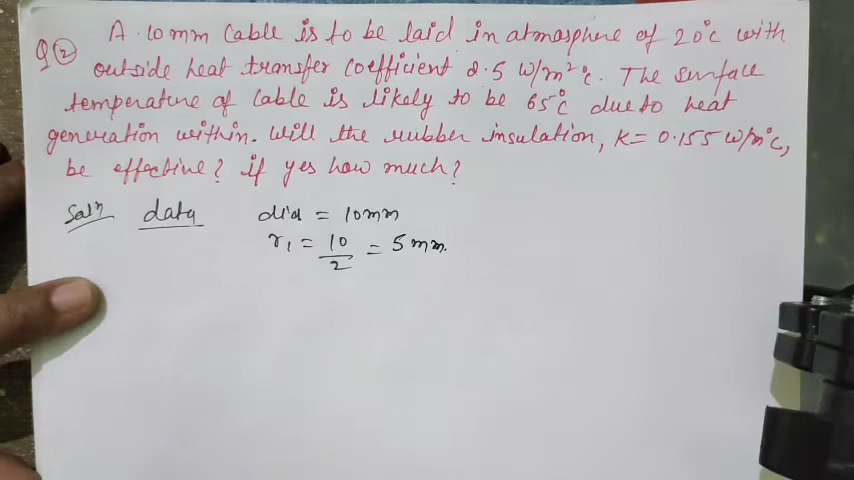 Q② A 10mm Cable is to be laid in atmosphere of 20°C with
outside heat transfer coefficient 8.5 W/m²°C. The surface
temperature of Cable is likely to be 65°C due to heat
generation within. Will the rubber insulation, K= 0.155 W/m°C,
be effective? if yes how much?
Solⁿ data dia = 10mm
r₁ = 10/2 = 5mm.